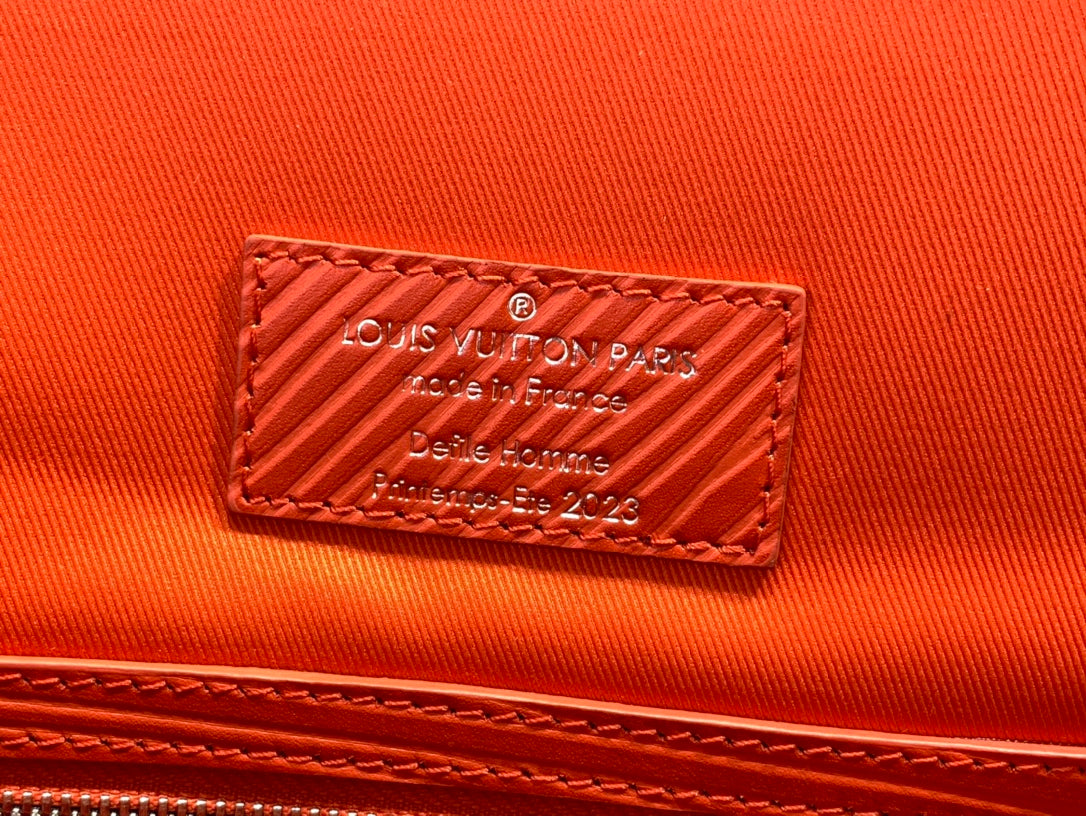 ®
LOUIS VUITTON PARIS
made in France
Defile Homme
Printemps-Ete 2023